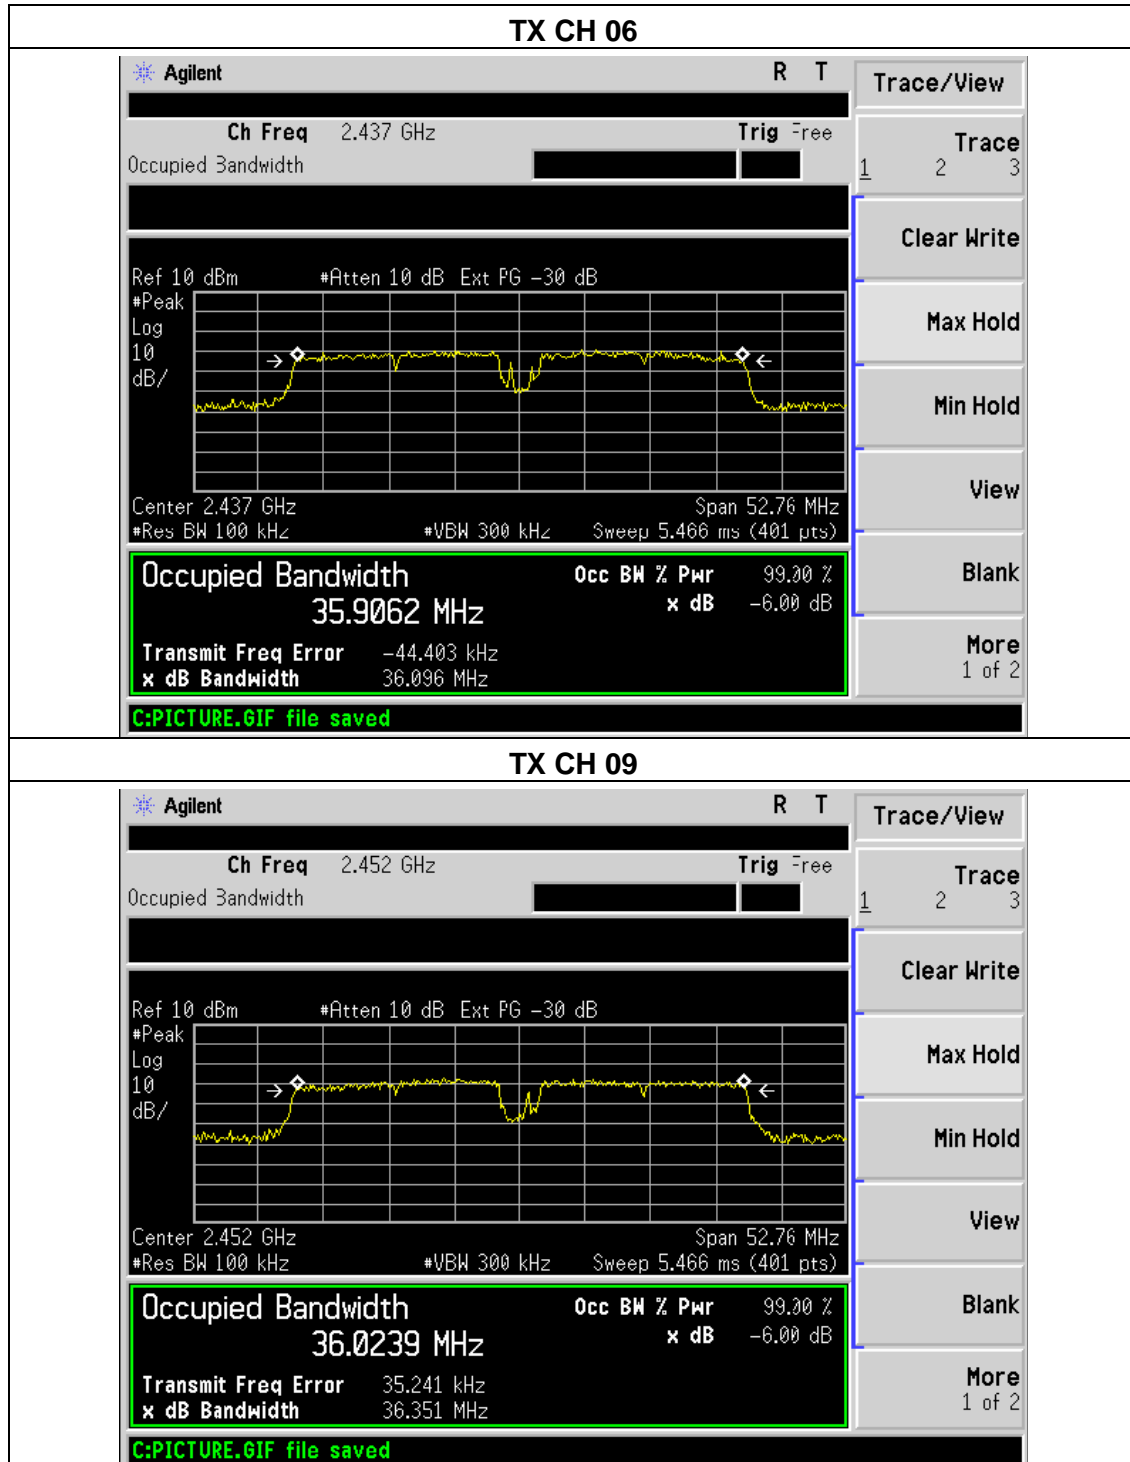 TX CH 06
Agilent R T Trace/View
Ch Freq 2.437 GHz Trig Free
Occupied Bandwidth
Trace
1 2 3
Clear Write
Ref 10 dBm #Atten 10 dB Ext PG -30 dB
#Peak
Log
10
dB/
Max Hold
Min Hold
View
Center 2.437 GHz Span 52.76 MHz
#Res BW 100 kHz #VBW 300 kHz Sweep 5.466 ms (401 pts)
Occupied Bandwidth Occ BW % Pwr 99.00 %
35.9062 MHz x dB -6.00 dB
Blank
Transmit Freq Error -44.403 kHz
x dB Bandwidth 36.096 MHz
More
1 of 2
C:PICTURE.GIF file saved
TX CH 09
Agilent R T Trace/View
Ch Freq 2.452 GHz Trig Free
Occupied Bandwidth
Trace
1 2 3
Clear Write
Ref 10 dBm #Atten 10 dB Ext PG -30 dB
#Peak
Log
10
dB/
Max Hold
Min Hold
View
Center 2.452 GHz Span 52.76 MHz
#Res BW 100 kHz #VBW 300 kHz Sweep 5.466 ms (401 pts)
Occupied Bandwidth Occ BW % Pwr 99.00 %
36.0239 MHz x dB -6.00 dB
Blank
Transmit Freq Error 35.241 kHz
x dB Bandwidth 36.351 MHz
More
1 of 2
C:PICTURE.GIF file saved